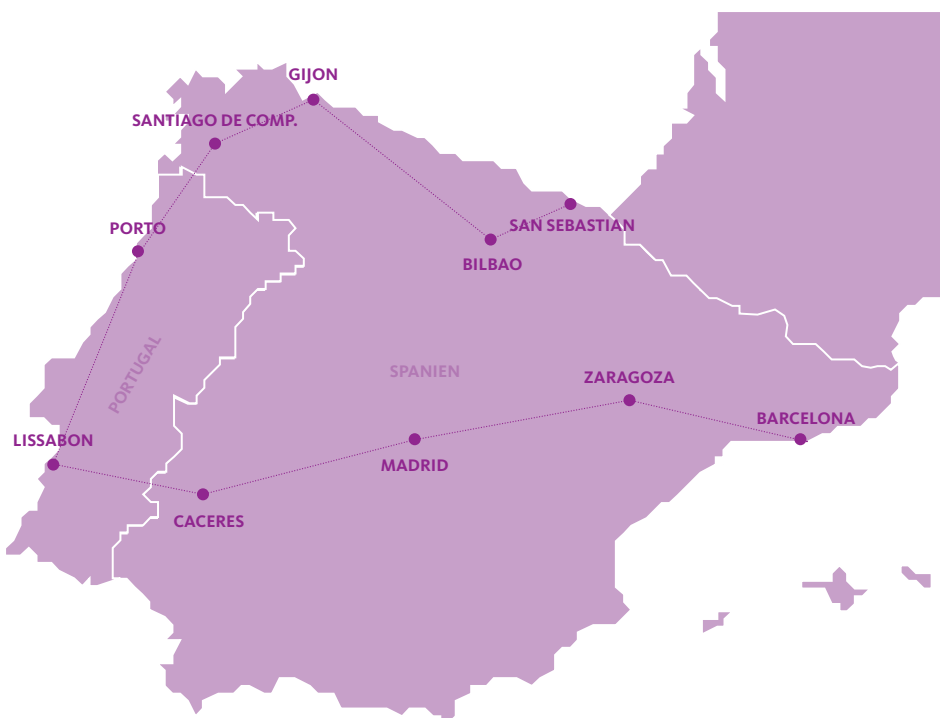 GIJON
SANTIAGO DE COMP.
PORTO
SAN SEBASTIAN
BILBAO
PORTUGAL
SPANIEN
ZARAGOZA
BARCELONA
LISSABON
MADRID
CACERES